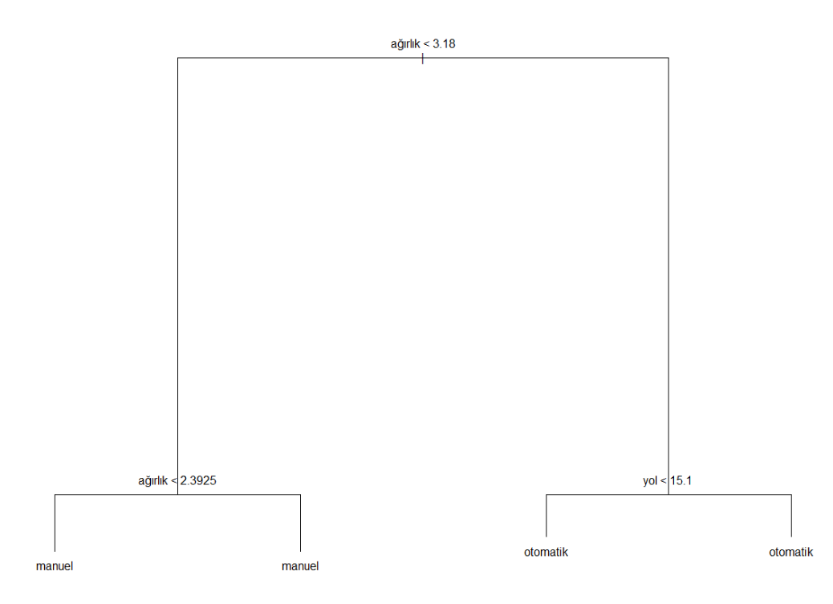 ağırlık < 3.18
ağırlık < 2.3925
yol < 15.1
manuel
manuel
otomatik
otomatik